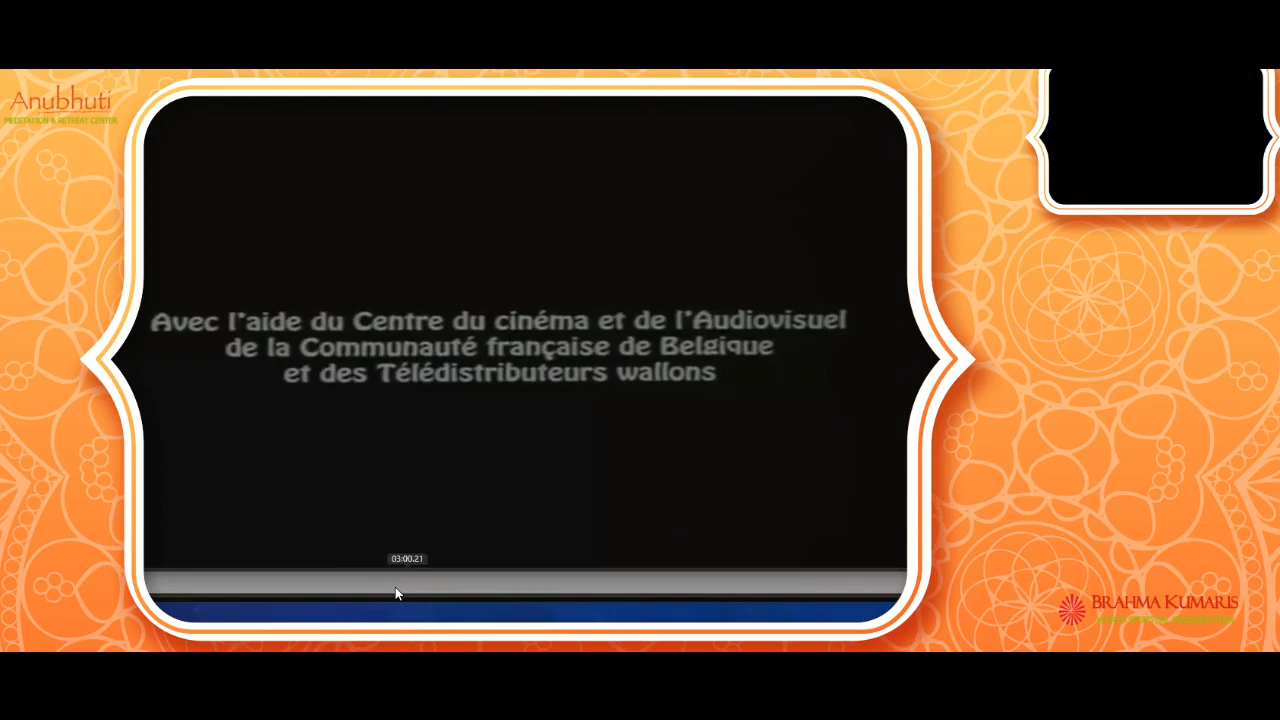 Anubhuti
MEDITATION & RETREAT CENTER
Avec l'aide du Centre du cinéma et de l'Audiovisuel
de la Communauté française de Belgique
et des Télédistributeurs wallons
03:00.21
BRAHMA KUMARIS